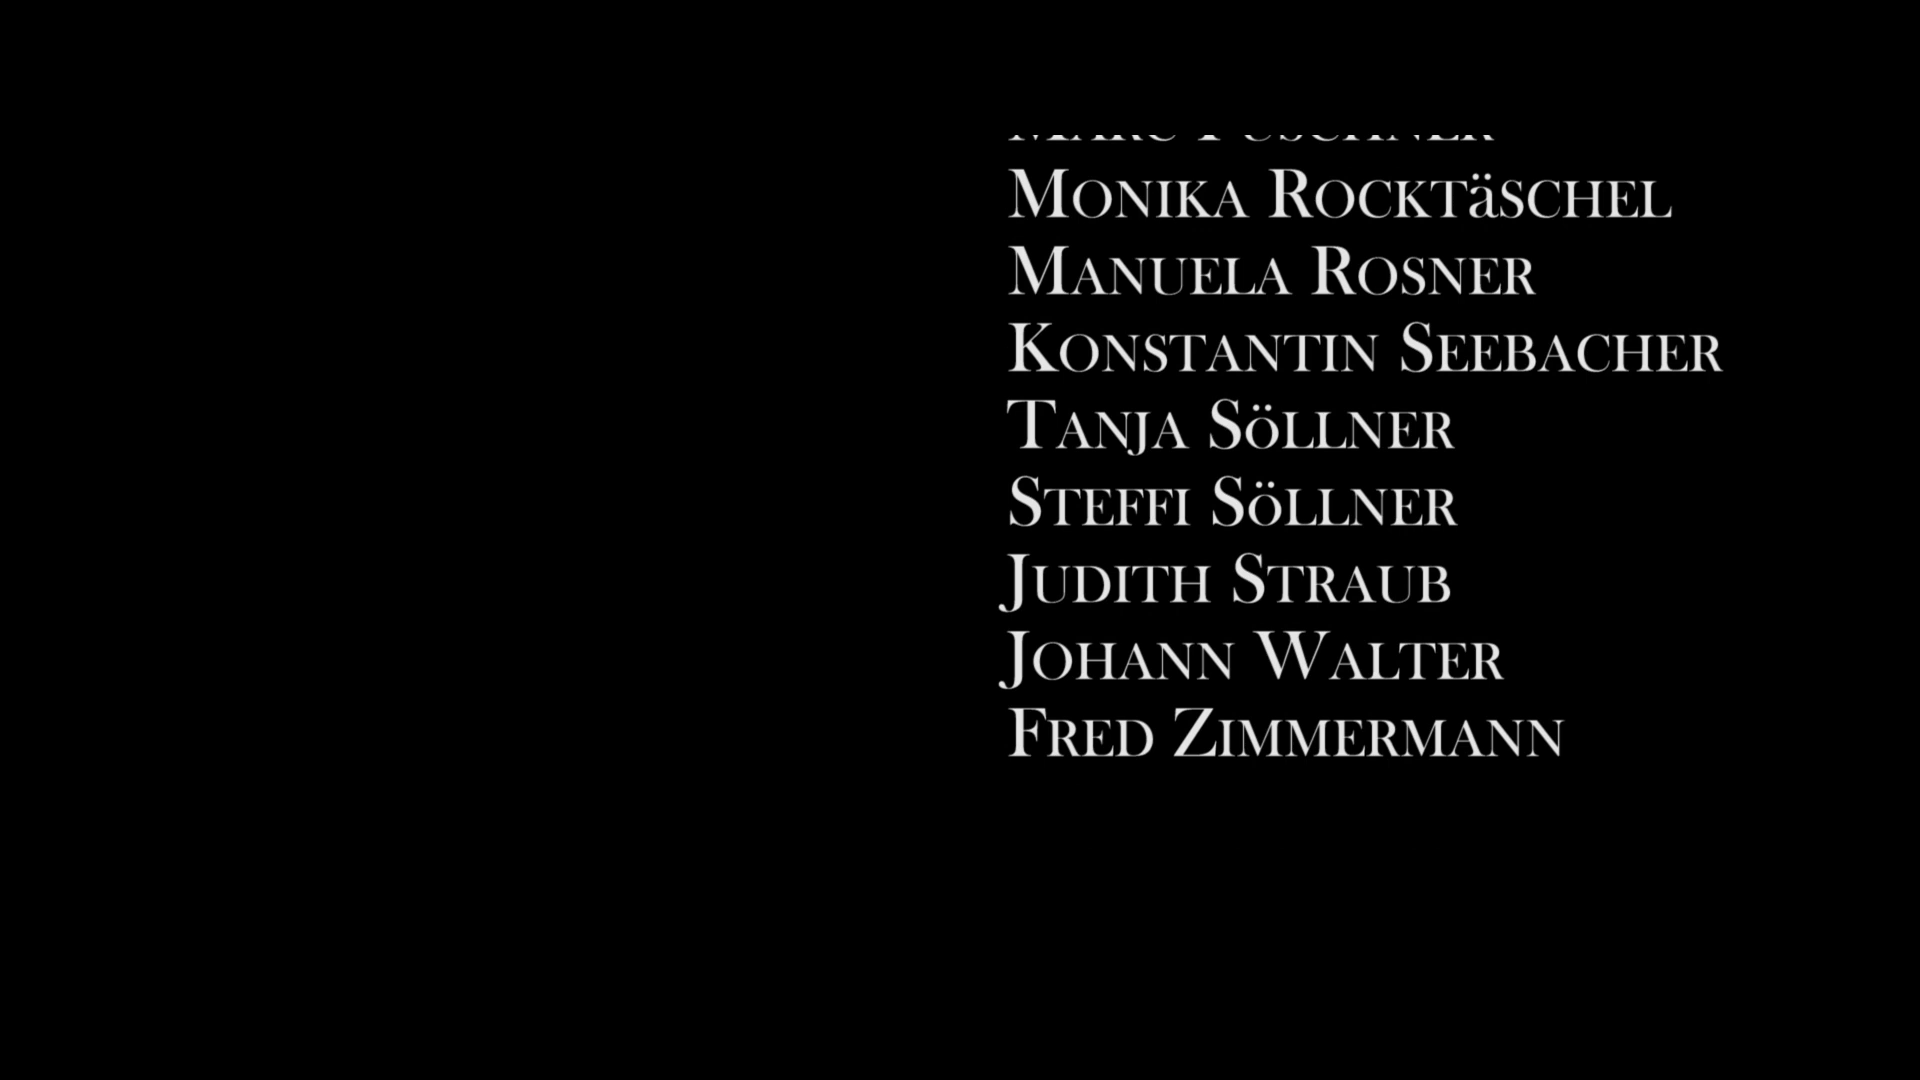 Monika Rocktäschel
Manuela Rosner
Konstantin Seebacher
Tanja Söllner
Steffi Söllner
Judith Straub
Johann Walter
Fred Zimmermann